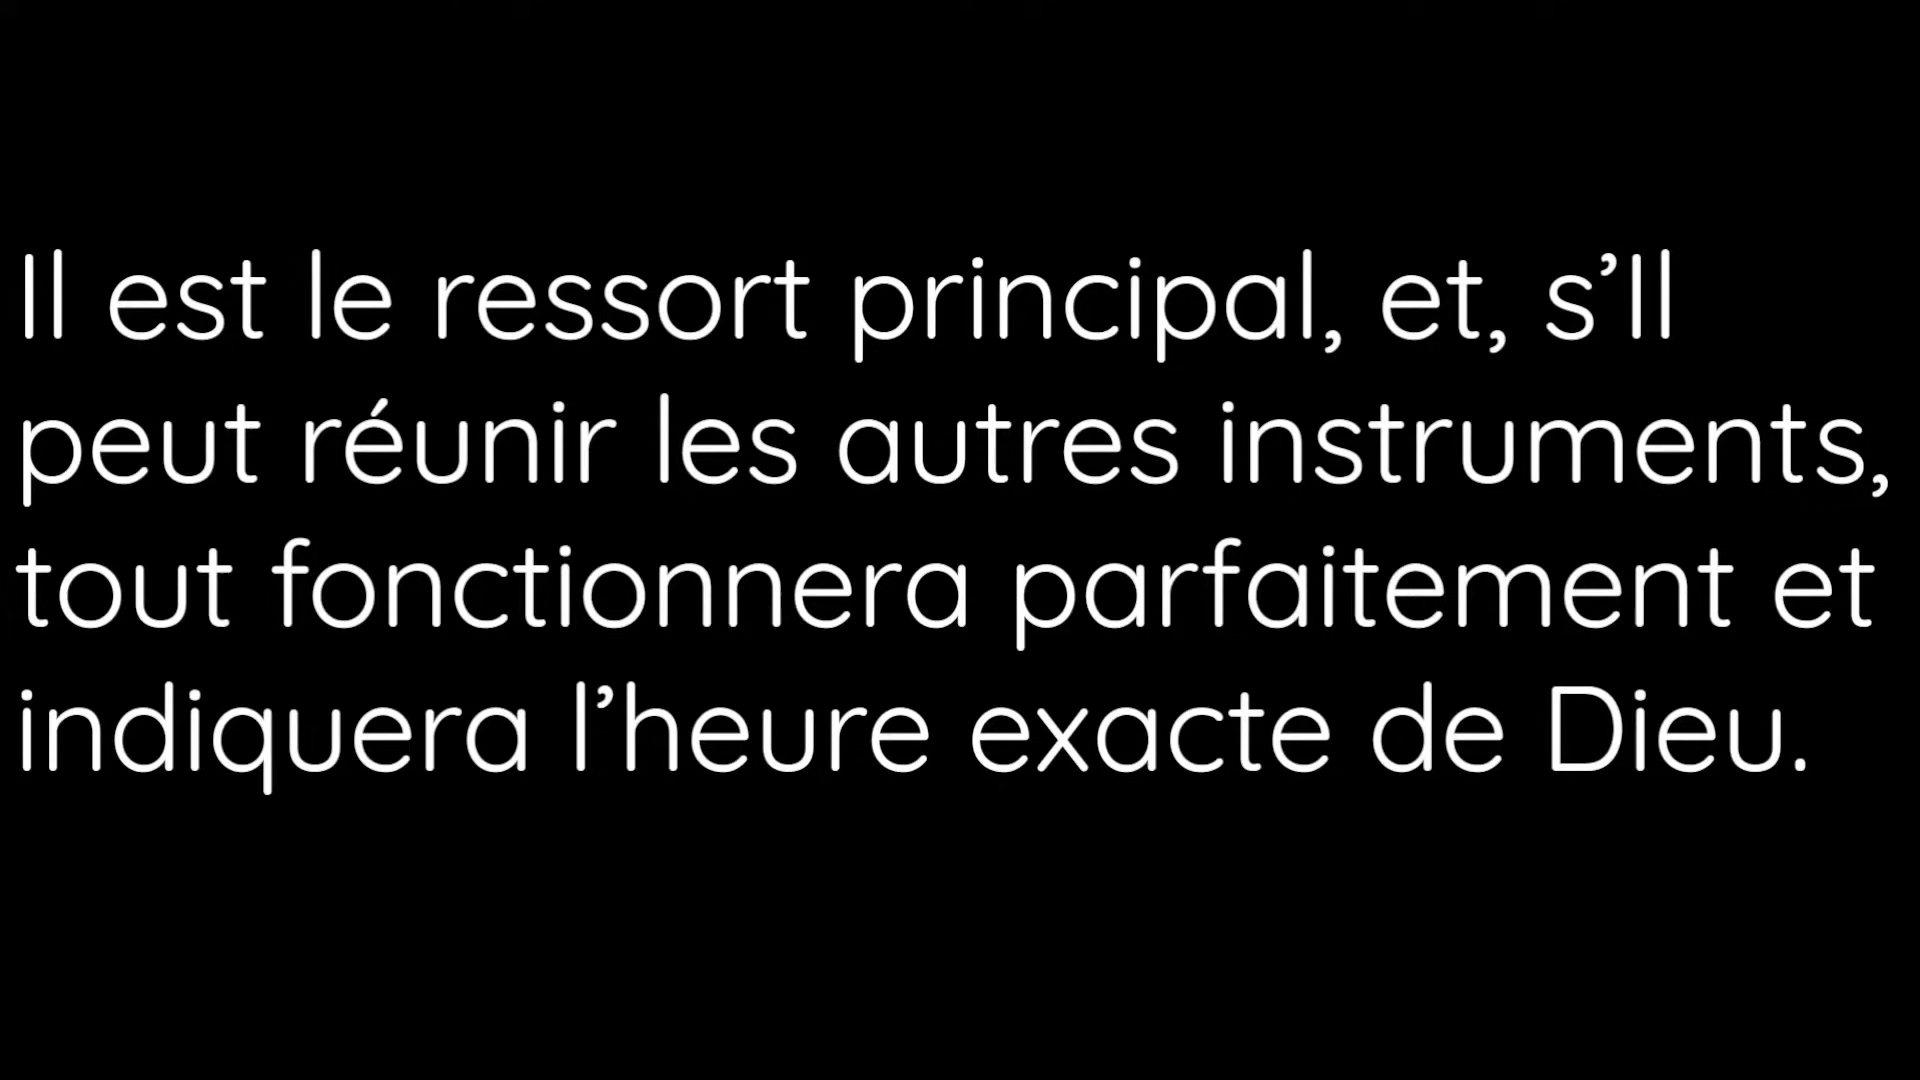 Il est le ressort principal, et, s’Il
peut réunir les autres instruments,
tout fonctionnera parfaitement et
indiquera l’heure exacte de Dieu.